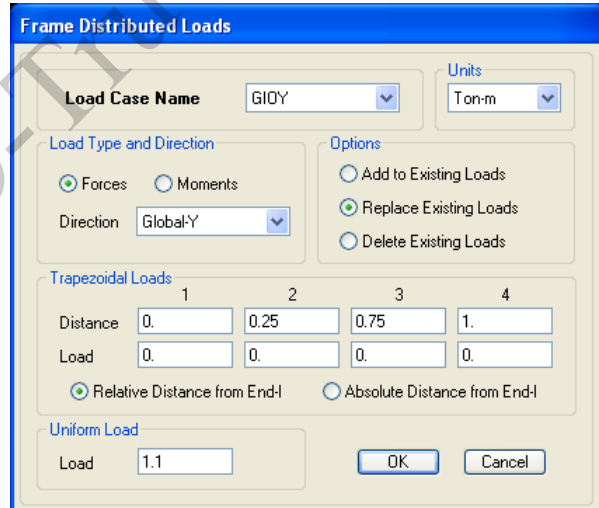 Frame Distributed Loads
Load Case Name GIOY
Units
Ton-m
Load Type and Direction
Forces Moments
Direction Global-Y
Options
Add to Existing Loads
Replace Existing Loads
Delete Existing Loads
Trapezoidal Loads
1 2 3 4
Distance 0. 0.25 0.75 1.
Load 0. 0. 0. 0.
Relative Distance from End-I Absolute Distance from End-I
Uniform Load
Load 1.1
OK Cancel